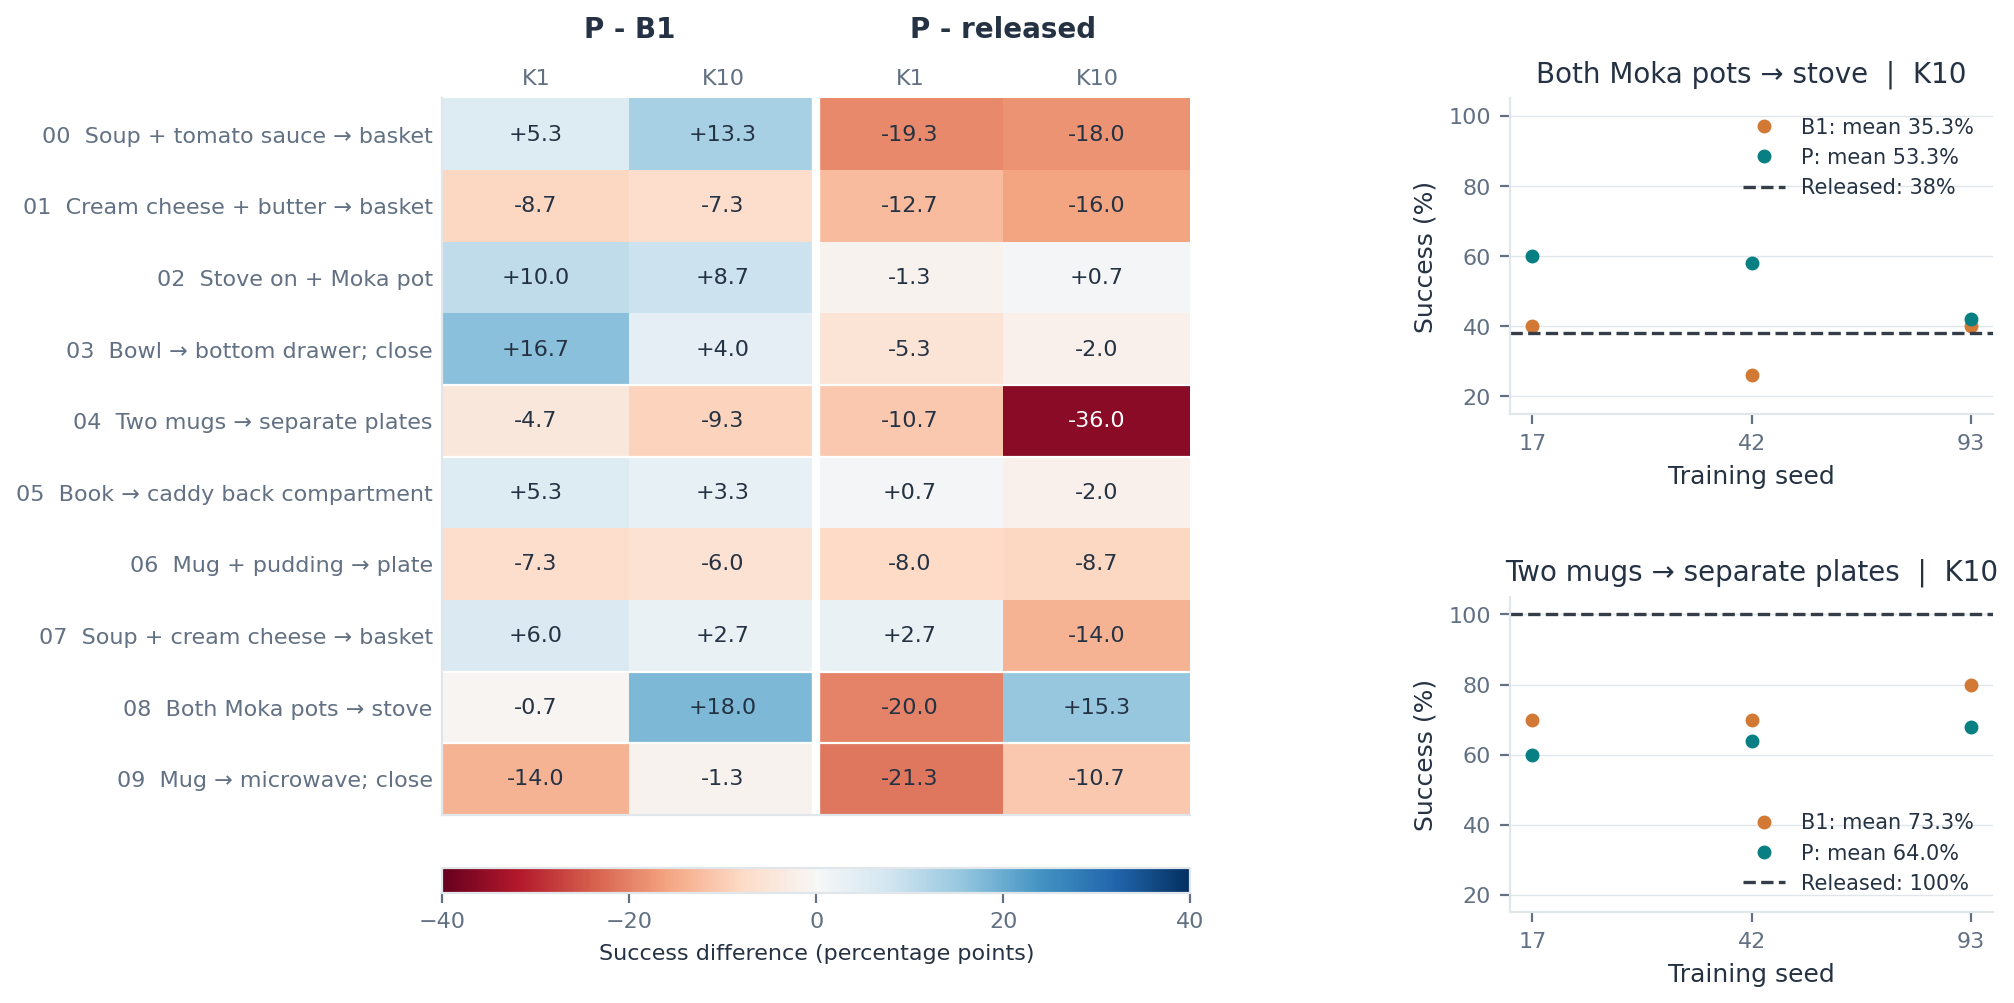 P - B1
P - released
K1
K10
K1
K10
00 Soup + tomato sauce → basket
+5.3
+13.3
-19.3
-18.0
01 Cream cheese + butter → basket
-8.7
-7.3
-12.7
-16.0
02 Stove on + Moka pot
+10.0
+8.7
-1.3
+0.7
03 Bowl → bottom drawer; close
+16.7
+4.0
-5.3
-2.0
04 Two mugs → separate plates
-4.7
-9.3
-10.7
-36.0
05 Book → caddy back compartment
+5.3
+3.3
+0.7
-2.0
06 Mug + pudding → plate
-7.3
-6.0
-8.0
-8.7
07 Soup + cream cheese → basket
+6.0
+2.7
+2.7
-14.0
08 Both Moka pots → stove
-0.7
+18.0
-20.0
+15.3
09 Mug → microwave; close
-14.0
-1.3
-21.3
-10.7
−40
−20
0
20
40
Success difference (percentage points)
Both Moka pots → stove | K10
Success (%)
100
80
60
40
20
B1: mean 35.3%
P: mean 53.3%
Released: 38%
17
42
93
Training seed
Two mugs → separate plates | K10
Success (%)
100
80
60
40
20
B1: mean 73.3%
P: mean 64.0%
Released: 100%
17
42
93
Training seed